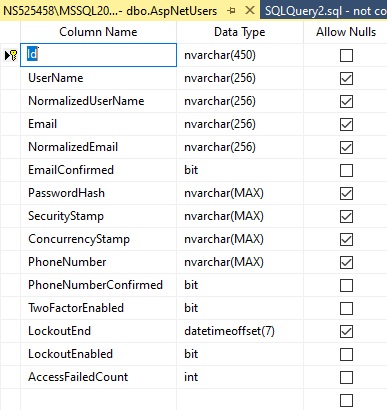 NS525458\MSSQL20...- dbo.AspNetUsers SQLQuery2.sql - not co
Column Name Data Type Allow Nulls
Id nvarchar(450)
UserName nvarchar(256)
NormalizedUserName nvarchar(256)
Email nvarchar(256)
NormalizedEmail nvarchar(256)
EmailConfirmed bit
PasswordHash nvarchar(MAX)
SecurityStamp nvarchar(MAX)
ConcurrencyStamp nvarchar(MAX)
PhoneNumber nvarchar(MAX)
PhoneNumberConfirmed bit
TwoFactorEnabled bit
LockoutEnd datetimeoffset(7)
LockoutEnabled bit
AccessFailedCount int